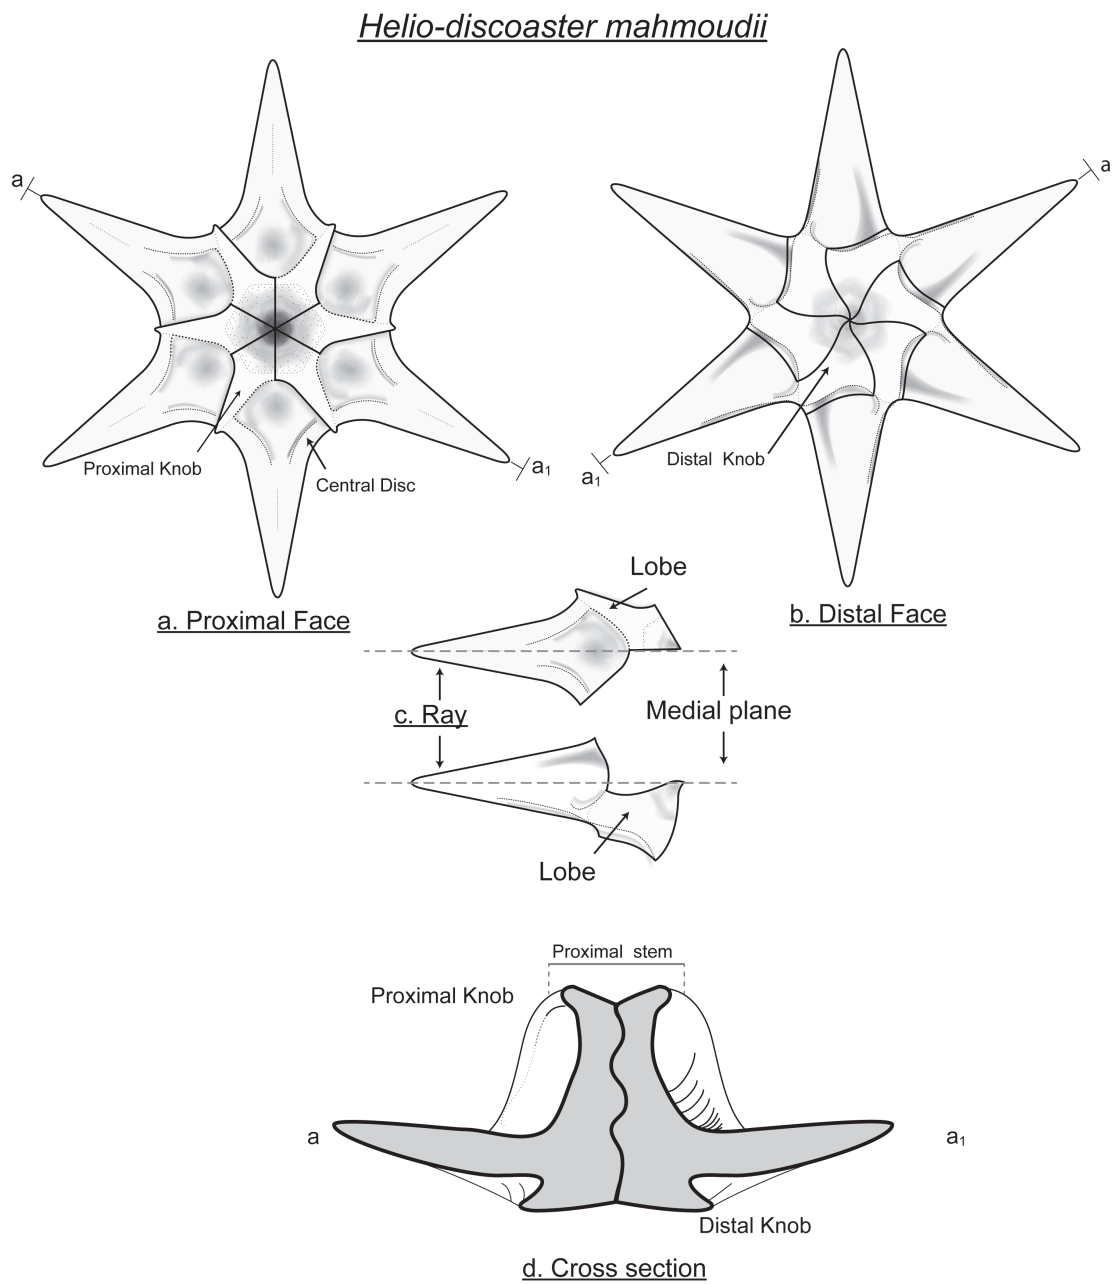 Helio-discoaster mahmoudii
a
a
Proximal Knob
Central Disc
a1
Distal Knob
a1
a. Proximal Face
b. Distal Face
Lobe
c. Ray
Medial plane
Lobe
Proximal stem
Proximal Knob
a
a1
Distal Knob
d. Cross section